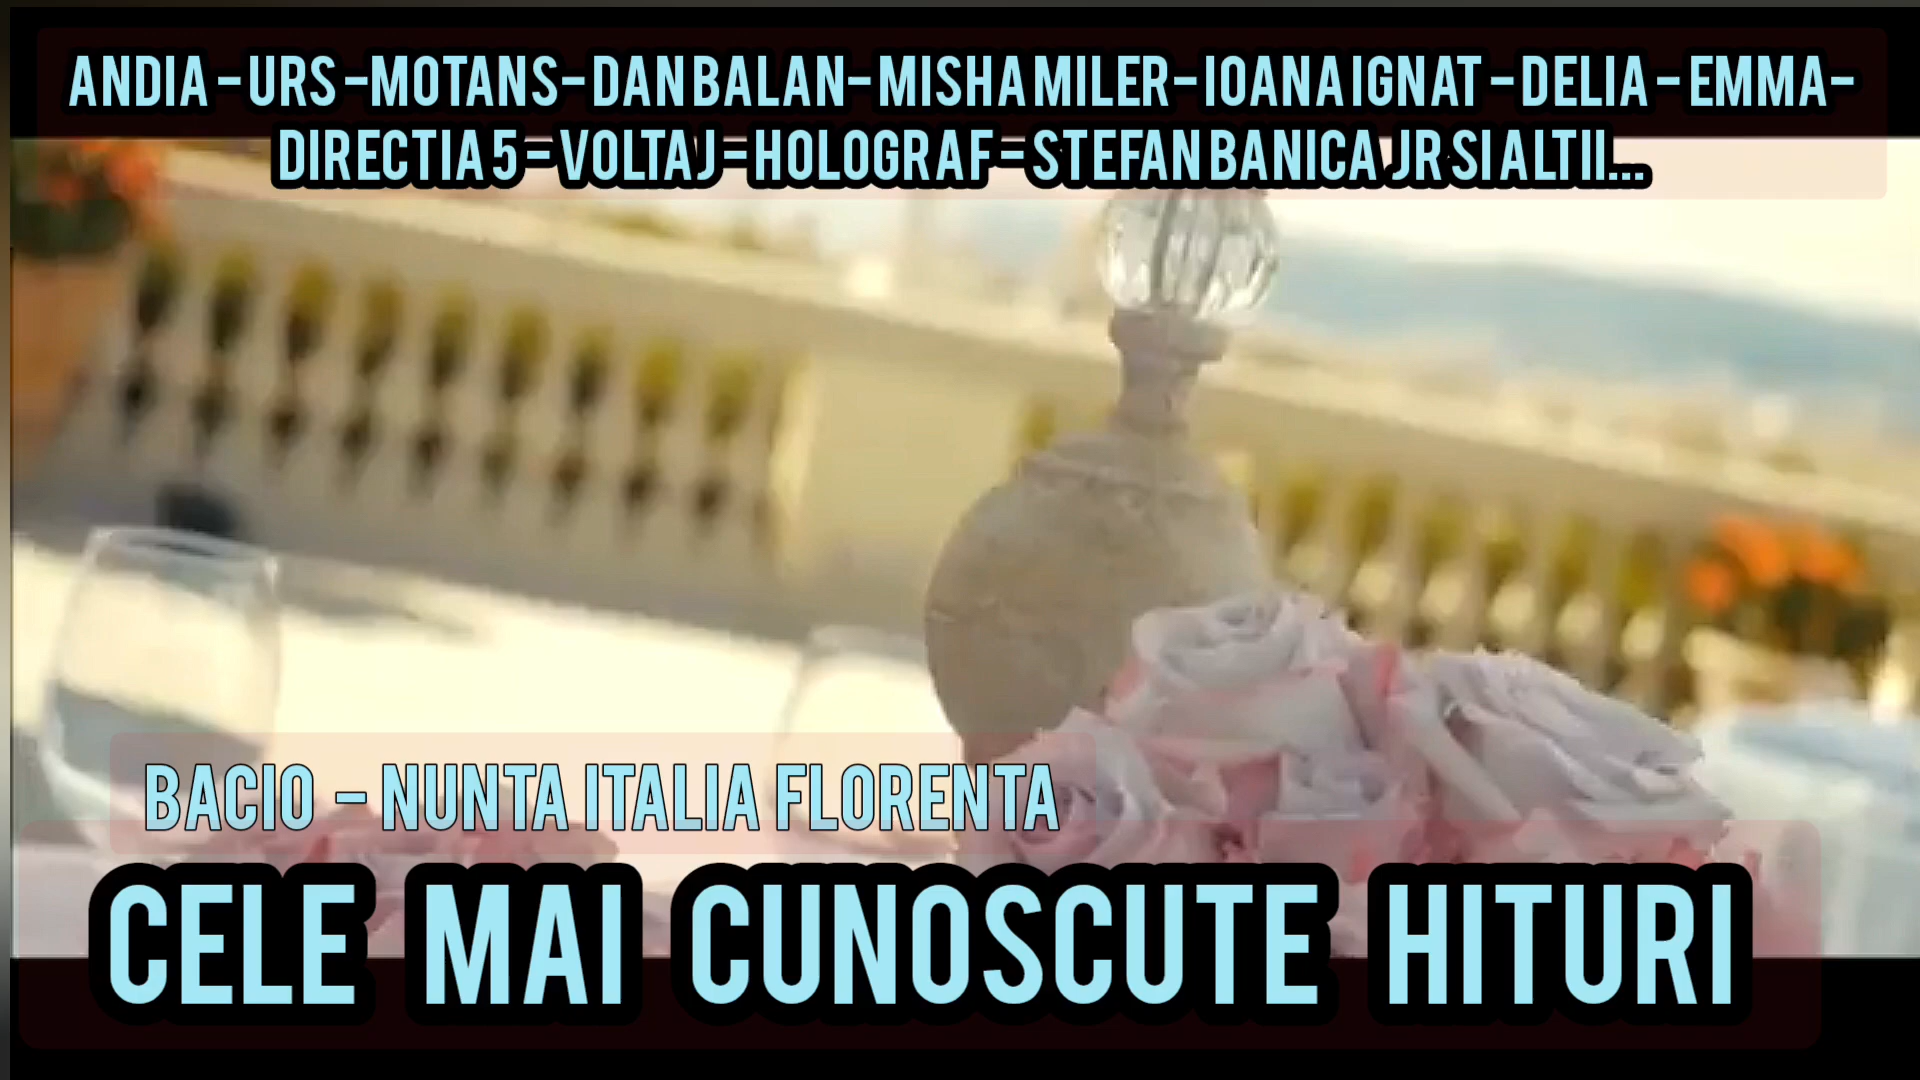 ANDIA - URS - MOTANS - DAN BALAN - MISHA MILER - IOANA IGNAT - DELIA - EMMA -
DIRECTIA 5 - VOLTAJ - HOLOGRAF - STEFAN BANICA JR SI ALTII...
BACIO - NUNTA ITALIA FLORENTA
CELE MAI CUNOSCUTE HITURI